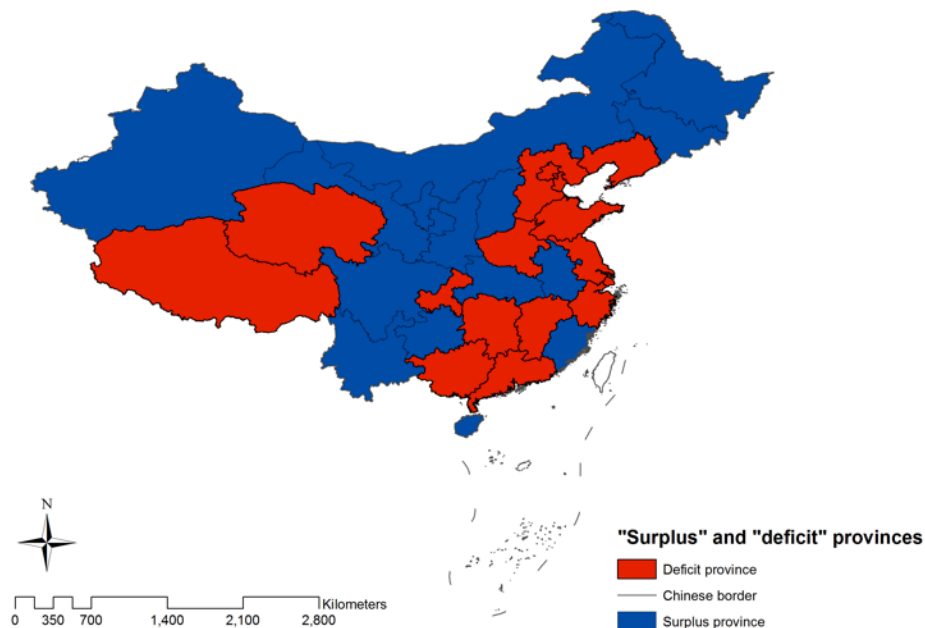 N
Kilometers
0 350 700 1,400 2,100 2,800
"Surplus" and "deficit" provinces
Deficit province
Chinese border
Surplus province